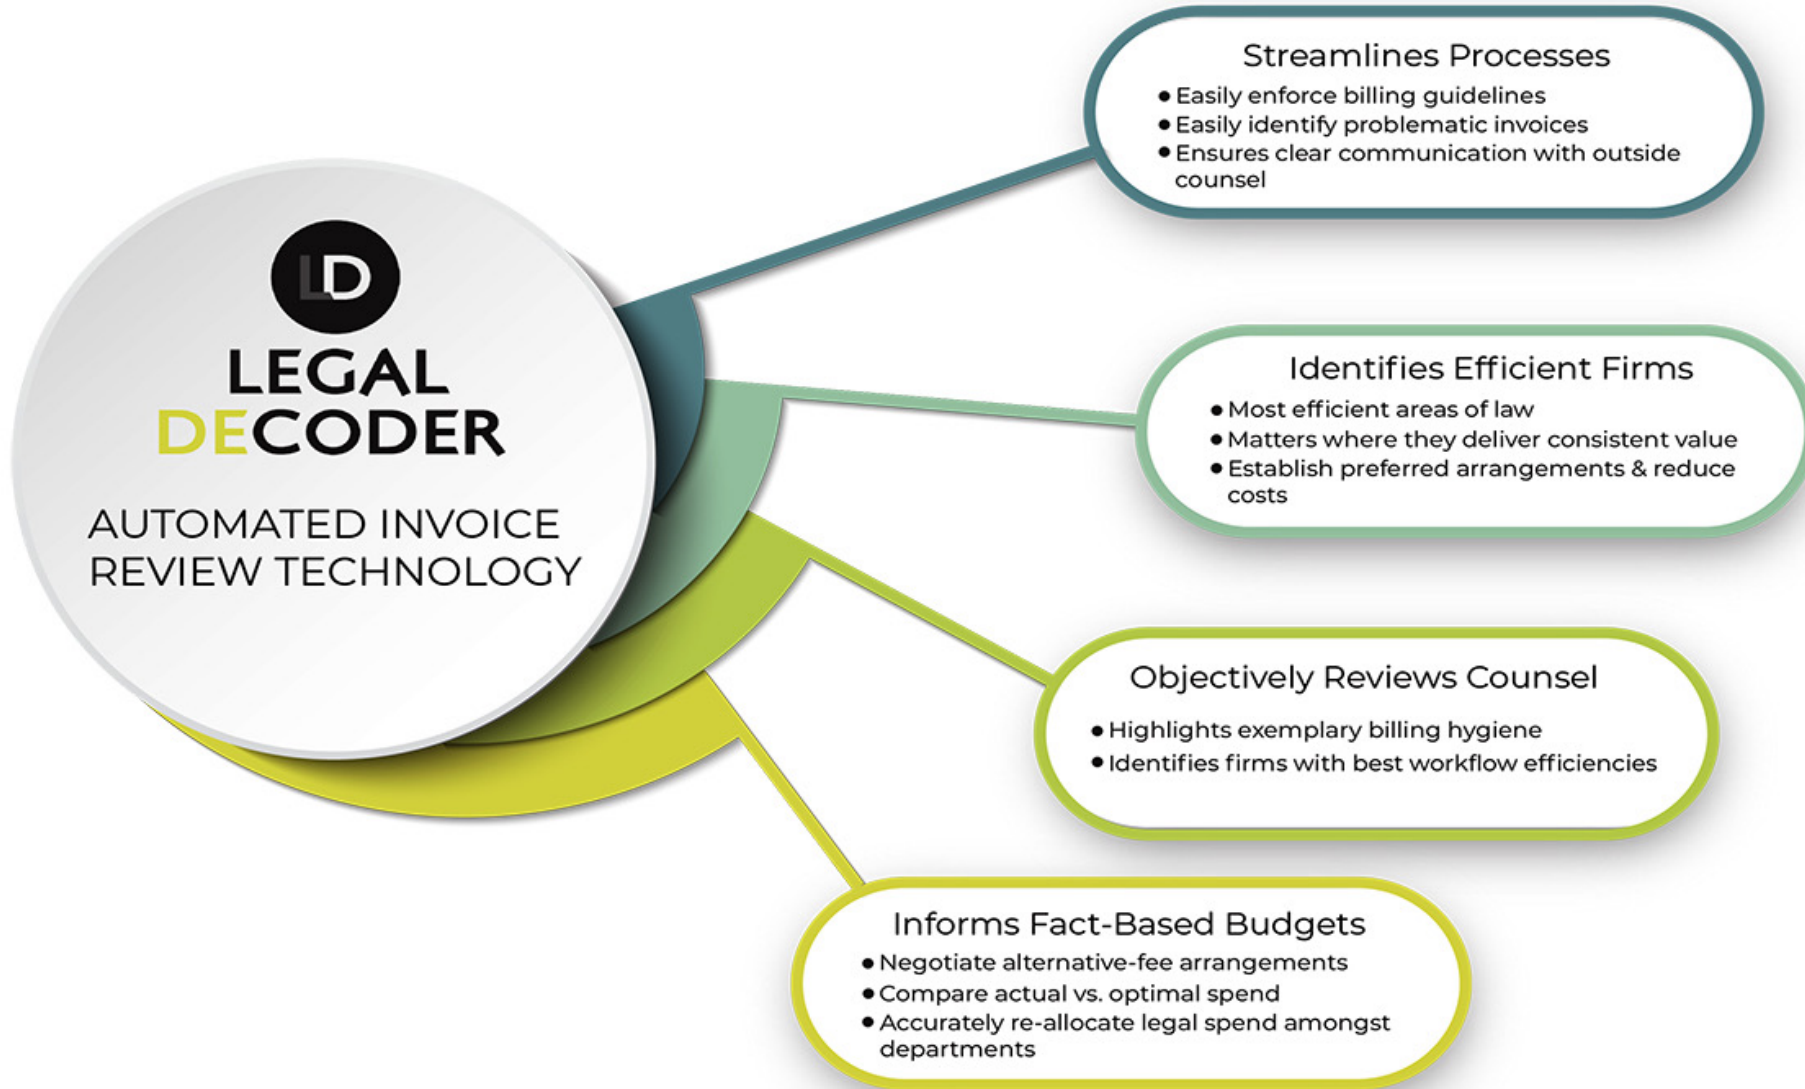 LD
LEGAL
DECODER
AUTOMATED INVOICE
REVIEW TECHNOLOGY
Streamlines Processes
• Easily enforce billing guidelines
• Easily identify problematic invoices
• Ensures clear communication with outside
counsel
Identifies Efficient Firms
• Most efficient areas of law
• Matters where they deliver consistent value
• Establish preferred arrangements & reduce
costs
Objectively Reviews Counsel
• Highlights exemplary billing hygiene
• Identifies firms with best workflow efficiencies
Informs Fact-Based Budgets
• Negotiate alternative-fee arrangements
• Compare actual vs. optimal spend
• Accurately re-allocate legal spend amongst
departments